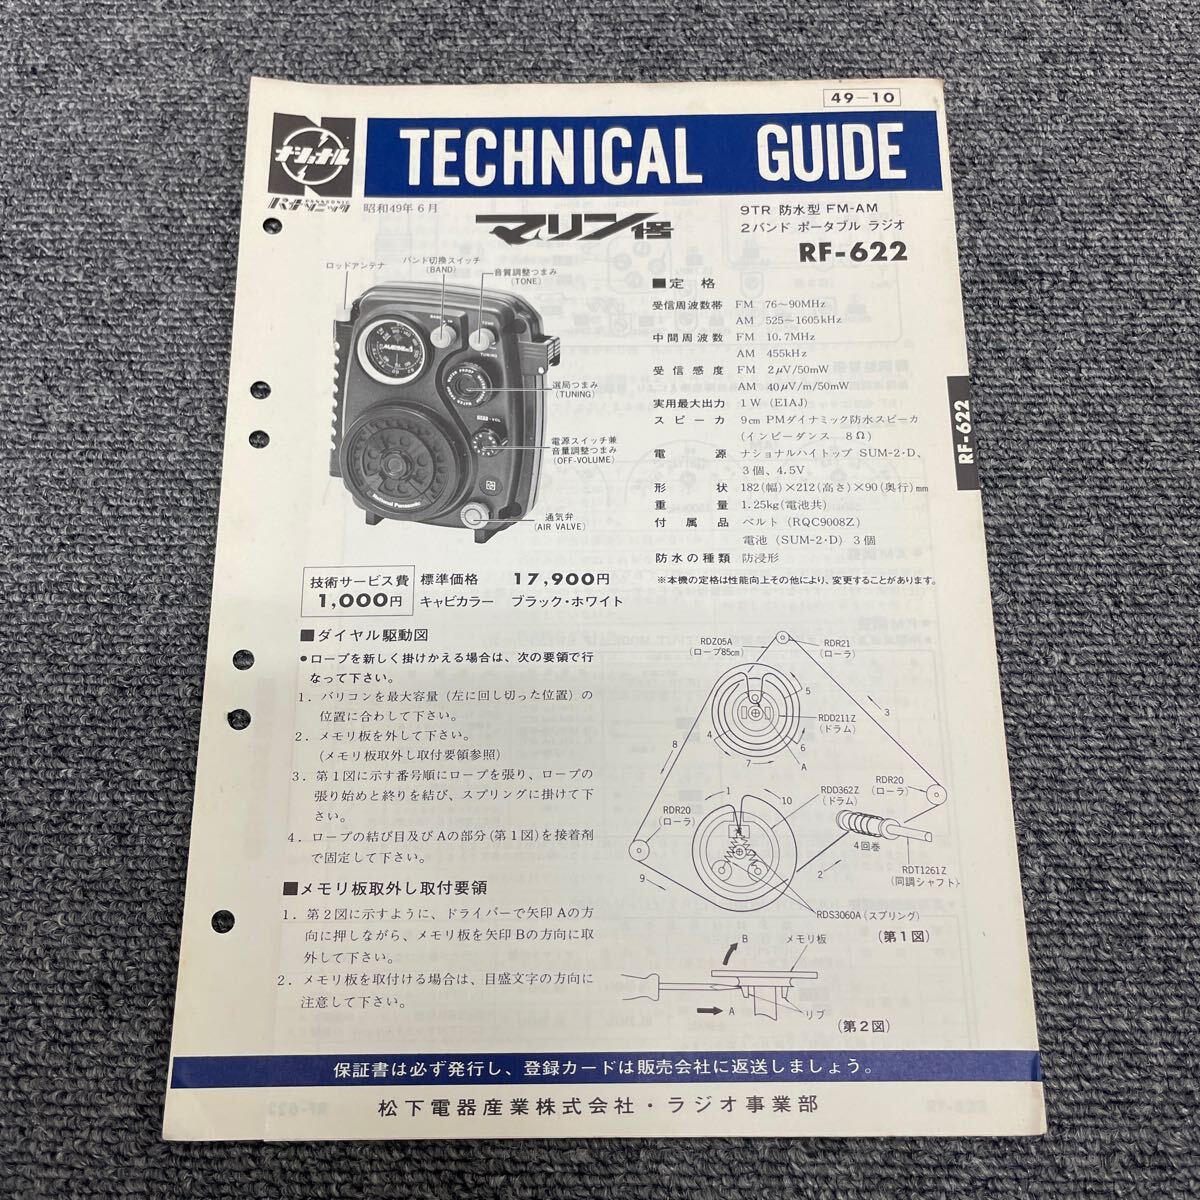 49-10
ナショナル
TECHNICAL GUIDE
PANASONIC
パナソニック
昭和49年6月
マリン1号
9TR 防水型 FM-AM
2バンド ポータブル ラジオ
RF-622
RF-622
ロッドアンテナ
バンド切換スイッチ
(BAND)
音質調整つまみ
(TONE)
選局つまみ
(TUNING)
電源スイッチ兼
音量調整つまみ
(OFF-VOLUME)
通気弁
(AIR VALVE)
TUNING
National Panasonic
■定格
受信周波数帯 FM 76～90MHz
AM 525～1605kHz
中間周波数 FM 10.7MHz
AM 455kHz
受信感度 FM 2μV/50mW
AM 40μV/m/50mW
実用最大出力 1W (EIAJ)
スピーカ 9cm PMダイナミック防水スピーカ
(インピーダンス 8Ω)
電源 ナショナルハイトップ SUM-2・D、
3個、4.5V
形状 182(幅)×212(高さ)×90(奥行)mm
重量 1.25kg(電池共)
付属品 ベルト (RQC9008Z)
電池 (SUM-2・D) 3個
防水の種類 防浸形
※本機の定格は性能向上その他により、変更することがあります。
技術サービス費
1,000円
標準価格 17,900円
キャビカラー ブラック・ホワイト
■ダイヤル駆動図
●ロープを新しく掛けかえる場合は、次の要領で行
なって下さい。
1. バリコンを最大容量（左に回し切った位置）の
位置に合わして下さい。
2. メモリ板を外して下さい。
(メモリ板取外し取付要領参照)
3. 第1図に示す番号順にロープを張り、ロープの
張り始めと終りを結び、スプリングに掛けて下
さい。
4. ロープの結び目及びAの部分(第1図)を接着剤
で固定して下さい。
■メモリ板取外し取付要領
1. 第2図に示すように、ドライバーで矢印Aの方
向に押しながら、メモリ板を矢印Bの方向に取
外して下さい。
2. メモリ板を取付ける場合は、目盛文字の方向に
注意して下さい。
RDZ05A
(ロープ85cm)
RDR21
(ローラ)
5
RDD211Z
(ドラム)
3
4
6
7
A
8
RDR20
(ローラ)
1
10
RDD362Z
(ドラム)
RDR20
(ローラ)
4回巻
2
RDT1261Z
(同調シャフト)
9
RDS3060A(スプリング)
(第1図)
B
メモリ板
A
リブ
(第2図)
保証書は必ず発行し、登録カードは販売会社に返送しましょう。
松下電器産業株式会社・ラジオ事業部